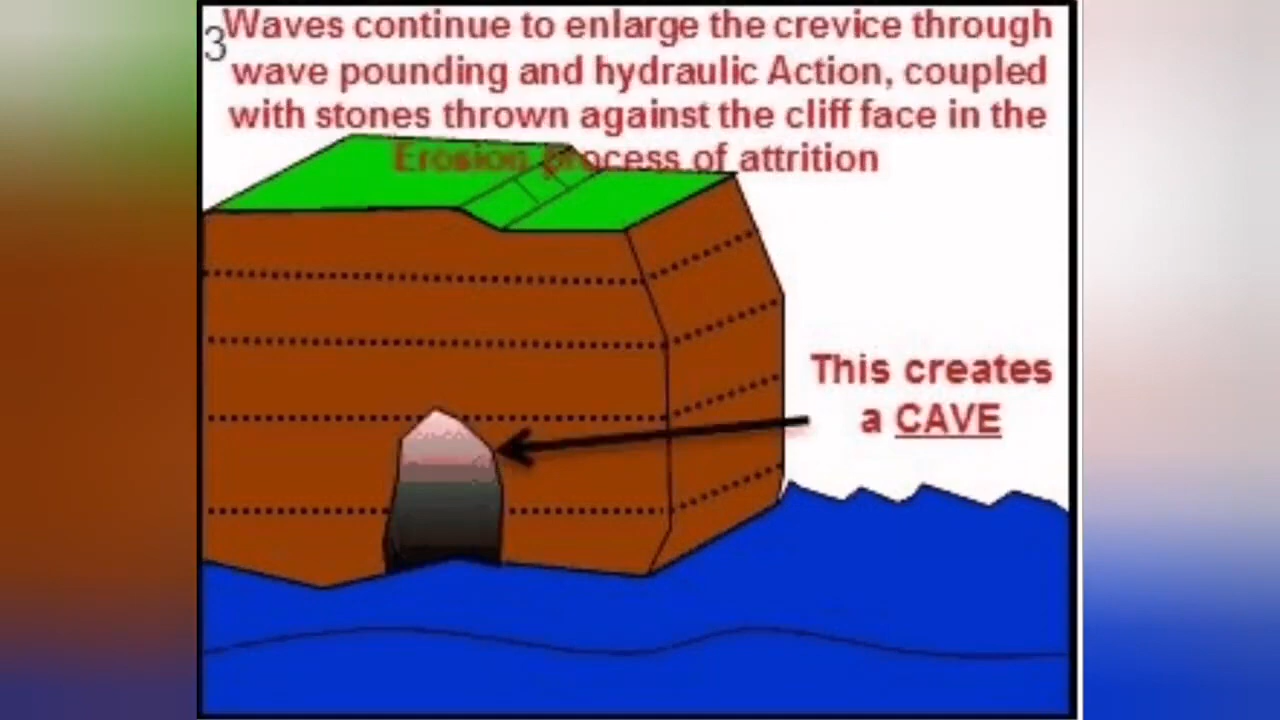 3
Waves continue to enlarge the crevice through
wave pounding and hydraulic Action, coupled
with stones thrown against the cliff face in the
Erosion process of attrition
This creates
a CAVE